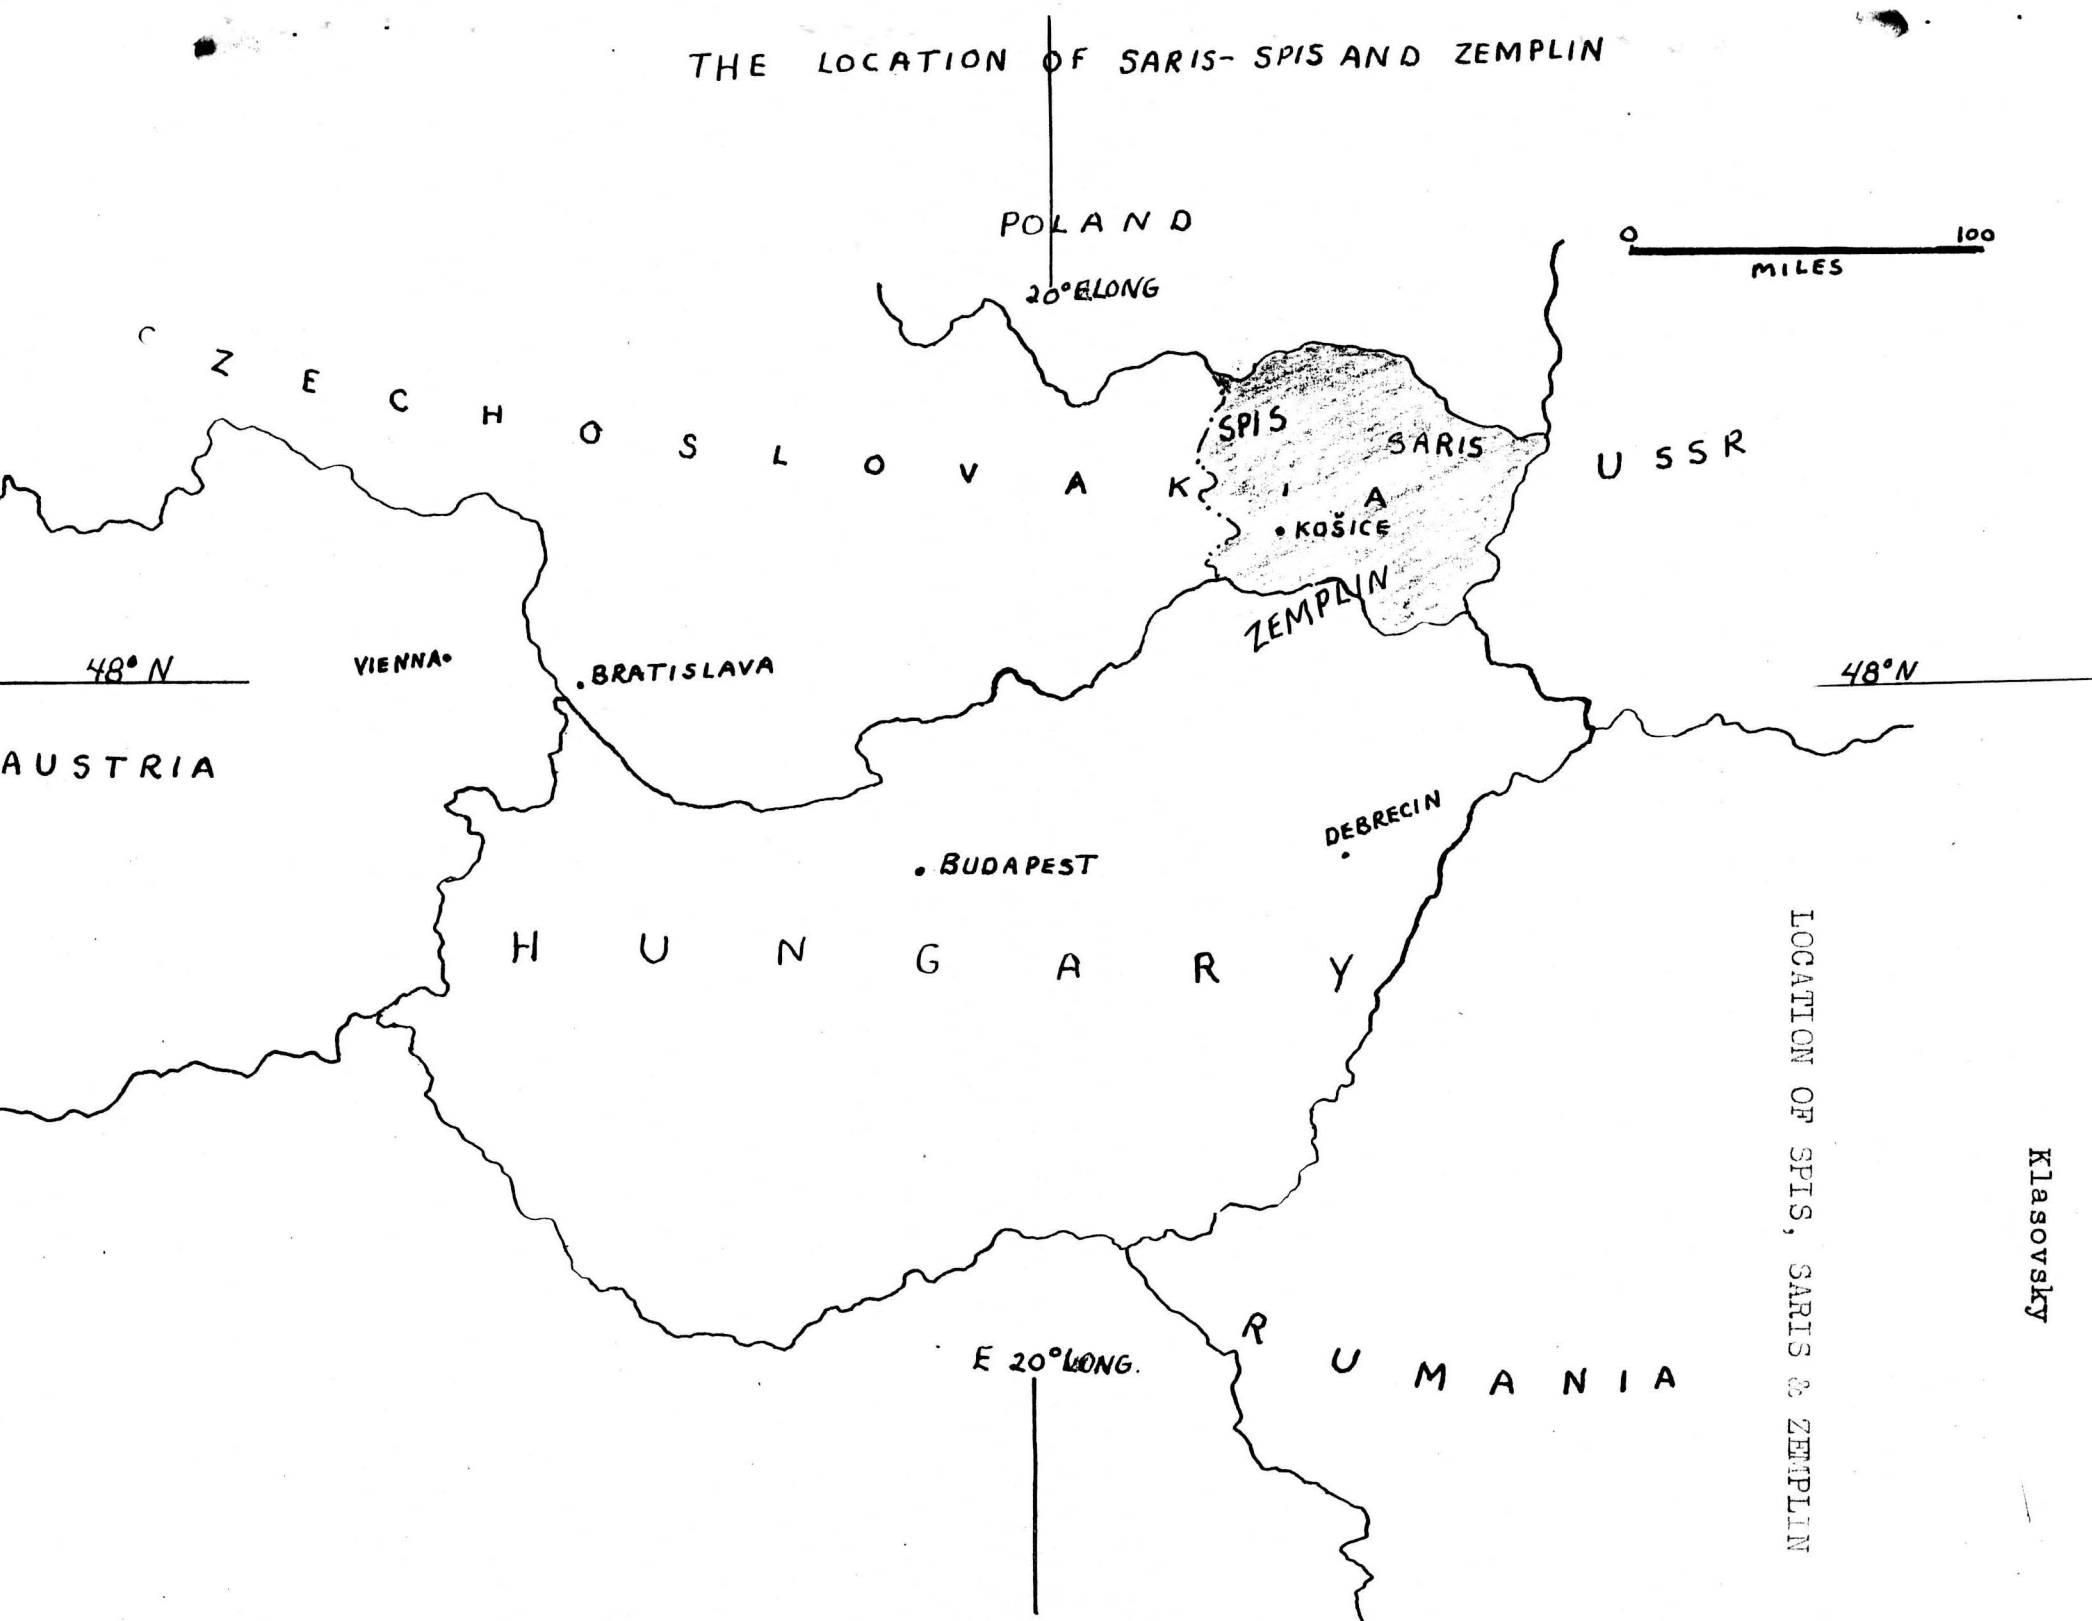 THE LOCATION OF SARIS- SPIS AND ZEMPLIN
POLAND
0 100
MILES
20° E LONG
CZECHOSLOVAKIA
SPIS
SARIS
USSR
KOŠICE
ZEMPLIN
48° N
VIENNA
BRATISLAVA
48° N
AUSTRIA
DEBRECIN
BUDAPEST
HUNGARY
RUMANIA
E 20° LONG.
LOCATION OF SPIS, SARIS & ZEMPLIN
Klasovsky